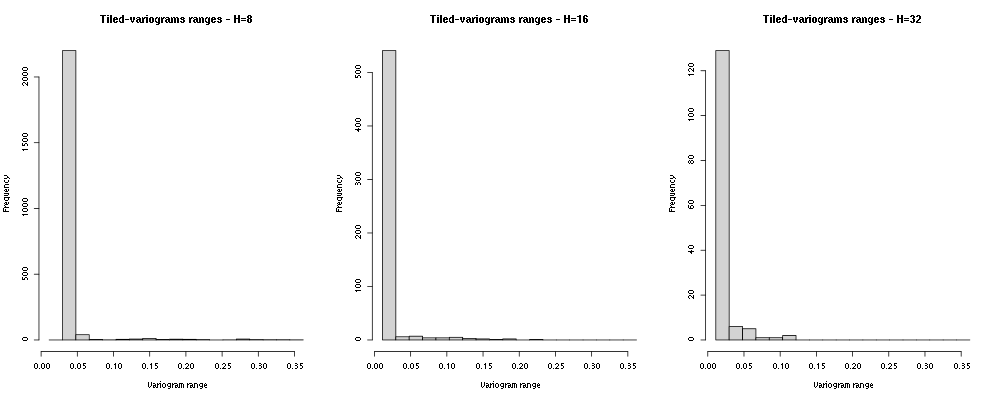 Tiled-variograms ranges - H=8
Frequency
2000
1500
1000
500
0
0.00 0.05 0.10 0.15 0.20 0.25 0.30 0.35
Variogram range
Tiled-variograms ranges - H=16
Frequency
500
400
300
200
100
0
0.00 0.05 0.10 0.15 0.20 0.25 0.30 0.35
Variogram range
Tiled-variograms ranges - H=32
Frequency
120
100
80
60
40
20
0
0.00 0.05 0.10 0.15 0.20 0.25 0.30 0.35
Variogram range